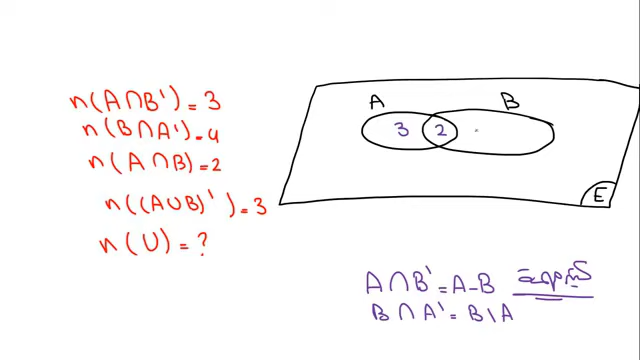 n(A∩B')=3
n(B∩A')=4
n(A∩B)=2
n((A∪B)')=3
n(U)=?
A
B
3
2
E
A∩B'=A-B
B∩A'=B\A